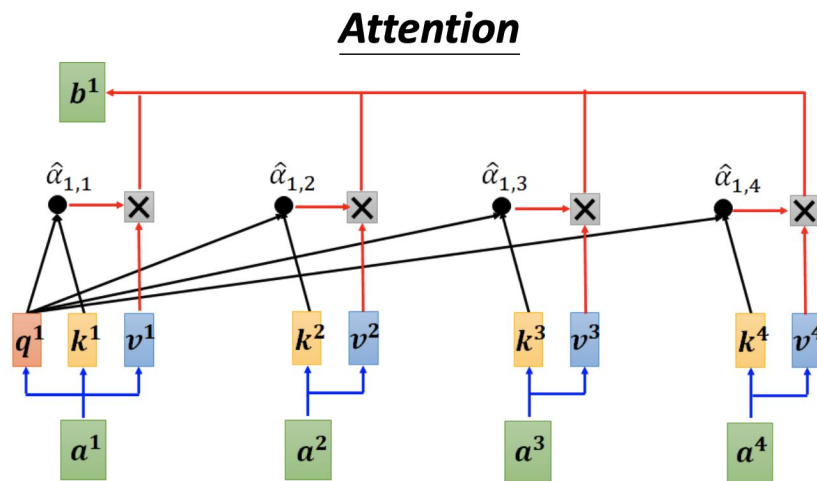 Attention
b¹
α̂₁,₁ α̂₁,₂ α̂₁,₃ α̂₁,₄
q¹ k¹ v¹ k² v² k³ v³ k⁴ v⁴
a¹ a² a³ a⁴